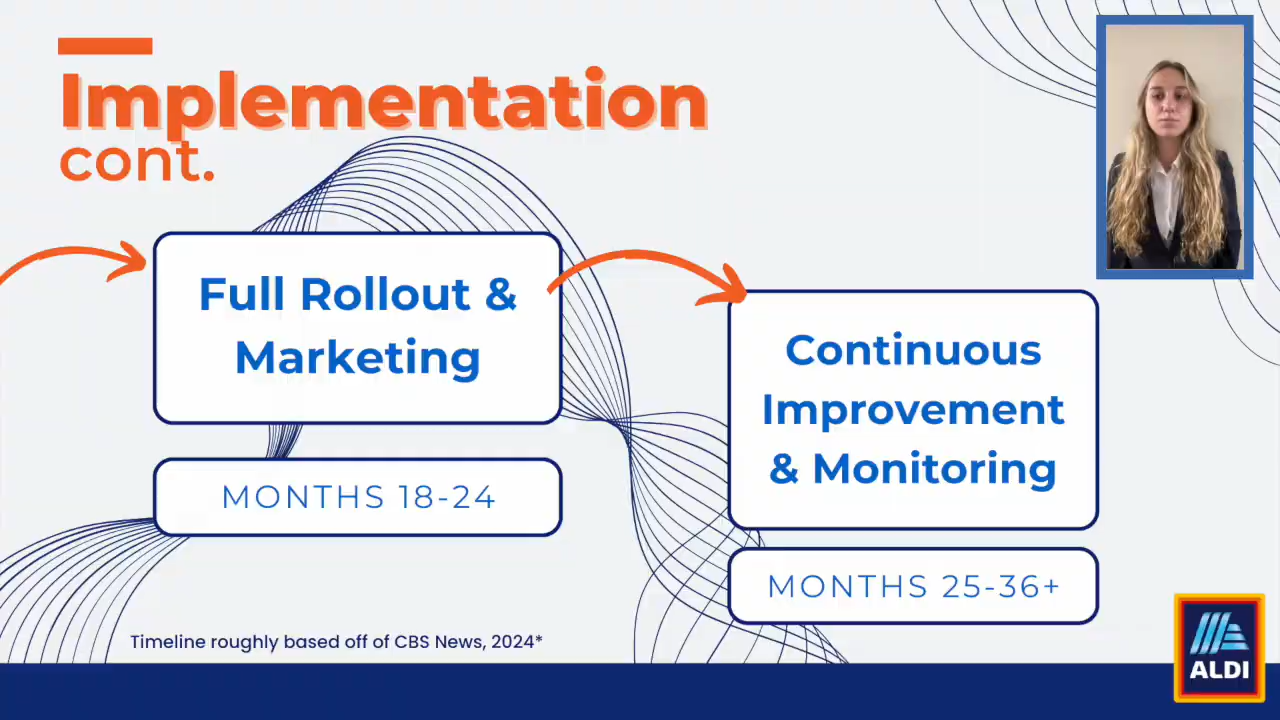 Implementation
cont.
Full Rollout &
Marketing
MONTHS 18-24
Continuous
Improvement
& Monitoring
MONTHS 25-36+
Timeline roughly based off of CBS News, 2024*
ALDI